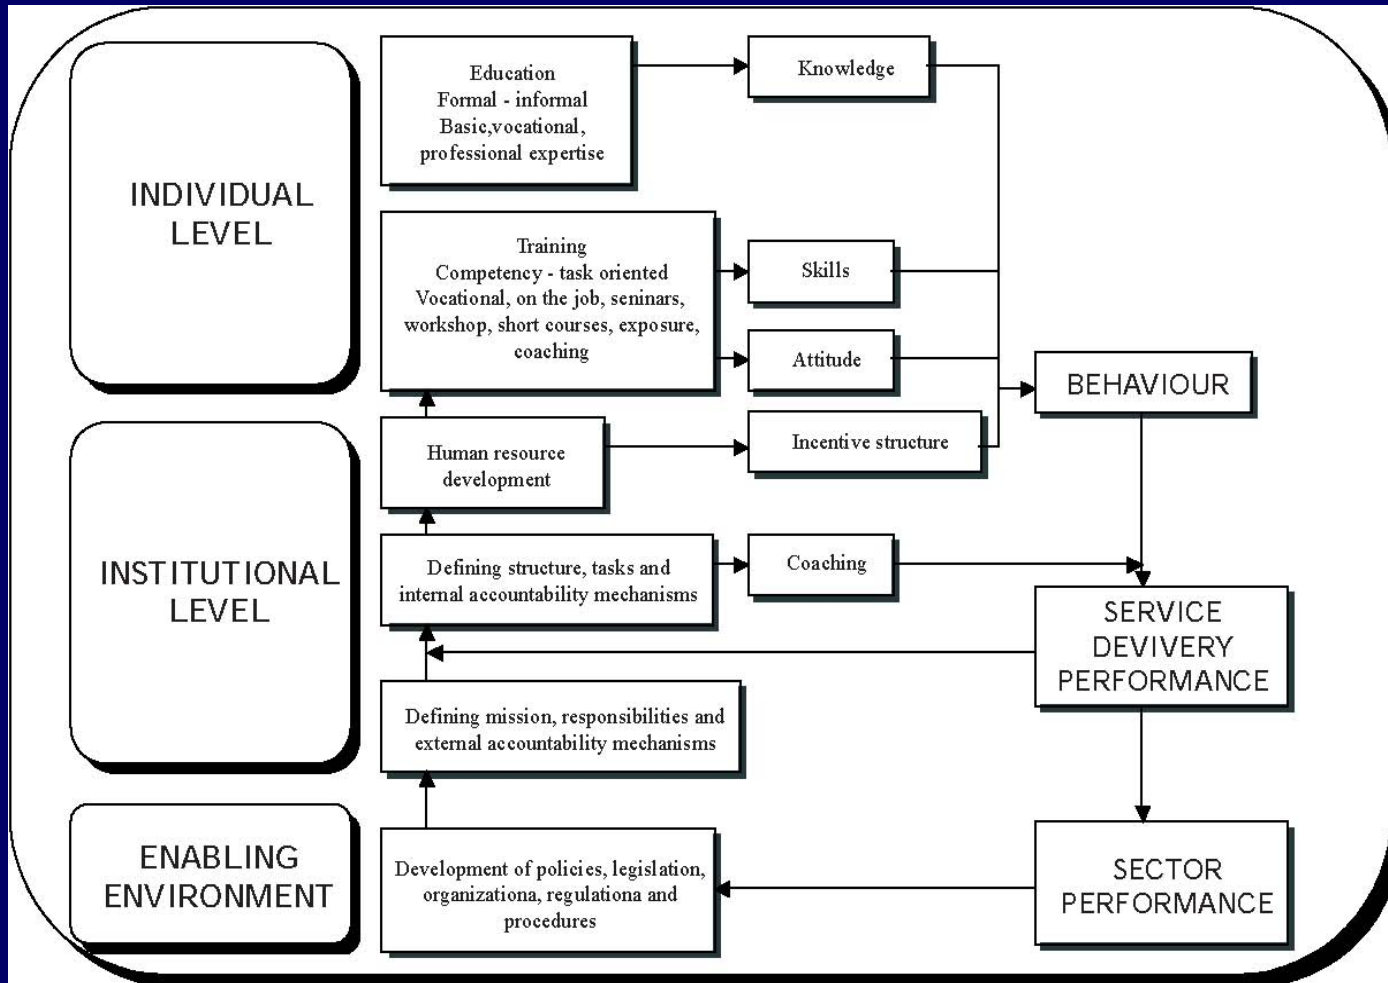 INDIVIDUAL
LEVEL
Education
Formal - informal
Basic,vocational,
professional expertise
Knowledge
Training
Competency - task oriented
Vocational, on the job, seninars,
workshop, short courses, exposure,
coaching
Skills
Attitude
BEHAVIOUR
INSTITUTIONAL
LEVEL
Human resource
development
Incentive structure
Defining structure, tasks and
internal accountability mechanisms
Coaching
SERVICE
DEVIVERY
PERFORMANCE
Defining mission, responsibilities and
external accountability mechanisms
ENABLING
ENVIRONMENT
Development of policies, legislation,
organizationa, regulationa and
procedures
SECTOR
PERFORMANCE